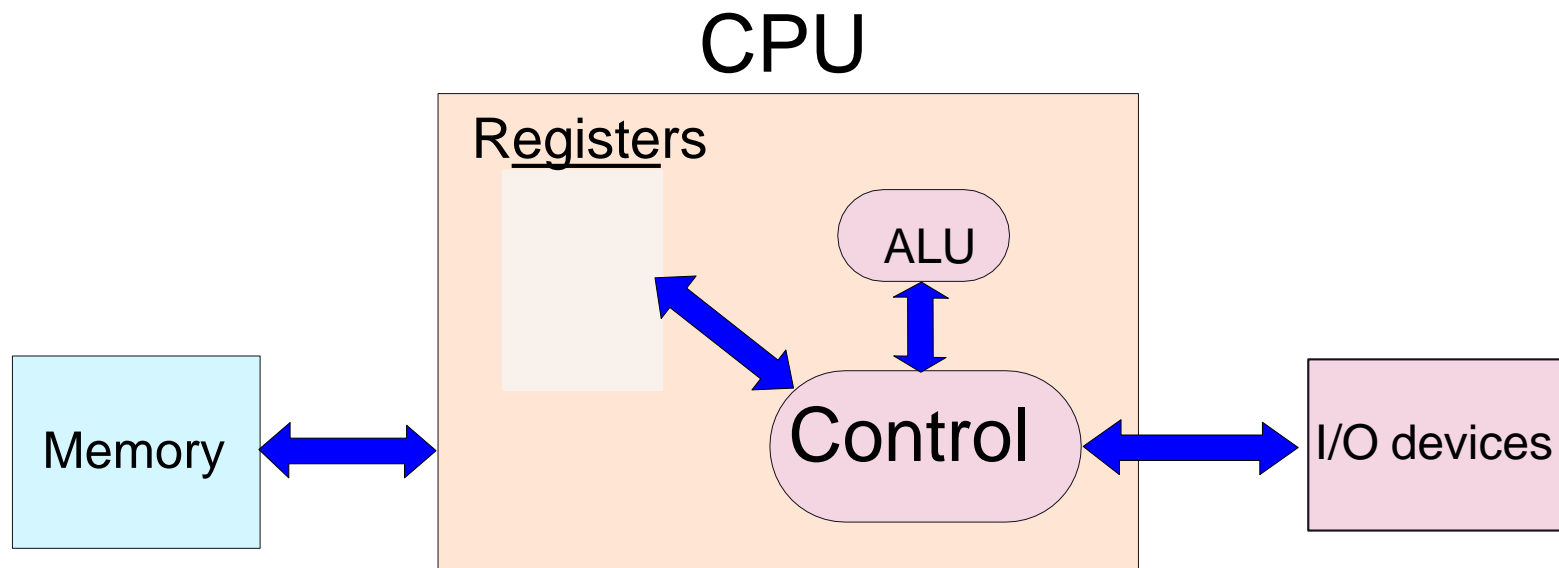 CPU
Registers
ALU
Control
Memory
I/O devices